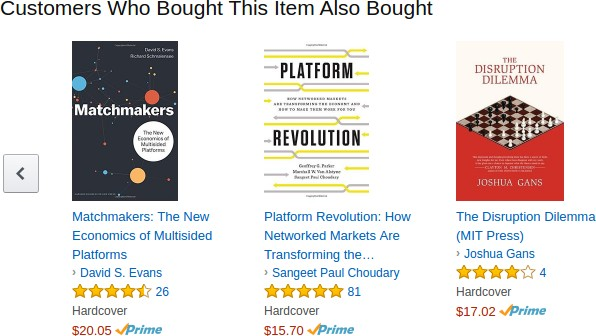 Customers Who Bought This Item Also Bought
David S. Evans
Richard Schmalensee
Matchmakers
The New
Economics of
Multisided
Platforms
PLATFORM
HOW NETWORKED MARKETS
ARE TRANSFORMING THE ECONOMY AND
HOW TO MAKE THEM WORK FOR YOU
REVOLUTION
Geoffrey G. Parker
Marshall W. Van Alstyne
Sangeet Paul Choudary
THE
DISRUPTION
DILEMMA
JOSHUA GANS
Matchmakers: The New
Economics of Multisided
Platforms
› David S. Evans
26
Hardcover
$20.05 Prime
Platform Revolution: How
Networked Markets Are
Transforming the…
› Sangeet Paul Choudary
81
Hardcover
$15.70 Prime
The Disruption Dilemma
(MIT Press)
› Joshua Gans
4
Hardcover
$17.02 Prime